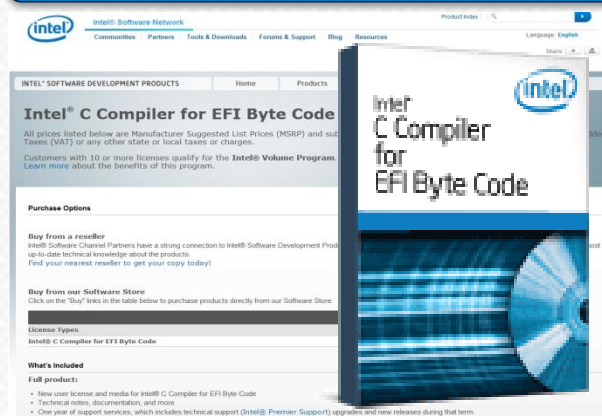 Product Index
intel
Intel® Software Network
Communities Partners Tools & Downloads Forums & Support Blog Resources
Language: English
Share
INTEL® SOFTWARE DEVELOPMENT PRODUCTS Home Products
Intel® C Compiler for EFI Byte Code
All prices listed below are Manufacturer Suggested List Prices (MSRP) and sub
Taxes (VAT) or any other state or local taxes or charges.
Customers with 10 or more licenses qualify for the Intel® Volume Program.
Learn more about the benefits of this program.
Purchase Options
Buy from a reseller
Intel® Software Channel Partners have a strong connection to Intel® Software Development Prod
up-to-date technical knowledge about the products.
Find your nearest reseller to get your copy today!
Buy from our Software Store
Click on the "Buy" links in the table below to purchase products directly from our Software Store.
License Types
Intel® C Compiler for EFI Byte Code
What's Included
Full product:
• New user license and media for Intel® C Compiler for EFI Byte Code
• Technical notes, documentation, and more
• One year of support services, which includes technical support (Intel® Premier Support) upgrades and new releases during that term
intel
Intel®
C Compiler
for
EFI Byte Code